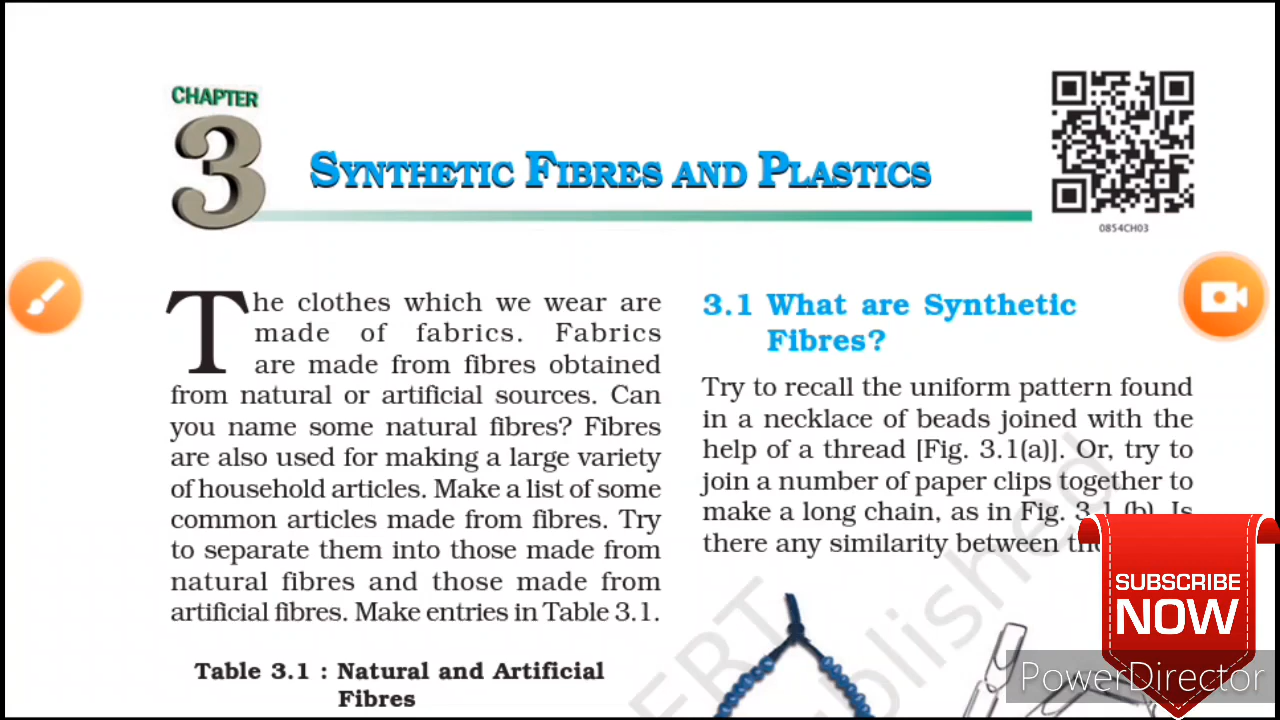 CHAPTER
3
SYNTHETIC FIBRES AND PLASTICS
0854CH03
The clothes which we wear are
made of fabrics. Fabrics
are made from fibres obtained
from natural or artificial sources. Can
you name some natural fibres? Fibres
are also used for making a large variety
of household articles. Make a list of some
common articles made from fibres. Try
to separate them into those made from
natural fibres and those made from
artificial fibres. Make entries in Table 3.1.
Table 3.1 : Natural and Artificial
Fibres
3.1 What are Synthetic
Fibres?
Try to recall the uniform pattern found
in a necklace of beads joined with the
help of a thread [Fig. 3.1(a)]. Or, try to
join a number of paper clips together to
make a long chain, as in Fig. 3.1 (b). Is
there any similarity between
SUBSCRIBE
NOW
PowerDirector